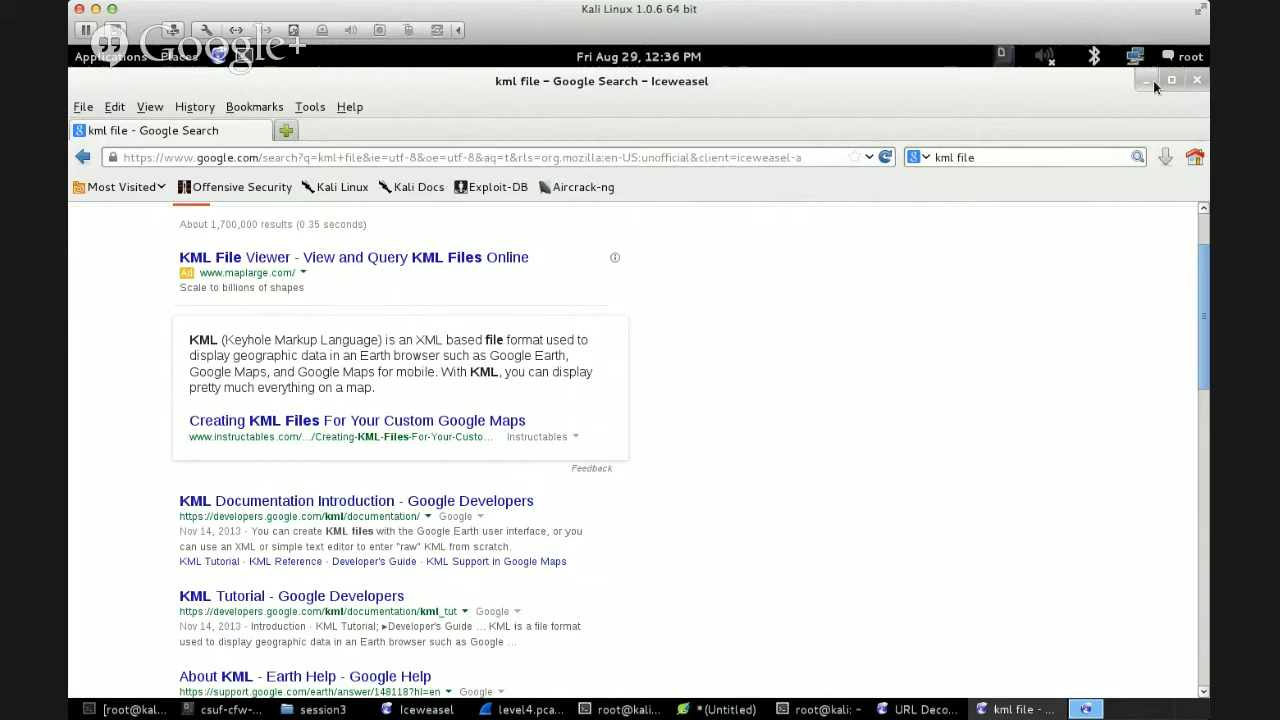 Kali Linux 1.0.6 64 bit
Google+
Applications Places Fri Aug 29, 12:36 PM root
kml file – Google Search – Iceweasel
File Edit View History Bookmarks Tools Help
kml file - Google Search
https://www.google.com/search?q=kml+file&ie=utf-8&oe=utf-8&aq=t&rls=org.mozilla:en-US:unofficial&client=iceweasel-a kml file
Most Visited Offensive Security Kali Linux Kali Docs Exploit-DB Aircrack-ng
About 1,700,000 results (0.35 seconds)
KML File Viewer - View and Query KML Files Online
Ad www.maplarge.com/
Scale to billions of shapes
KML (Keyhole Markup Language) is an XML based file format used to
display geographic data in an Earth browser such as Google Earth,
Google Maps, and Google Maps for mobile. With KML, you can display
pretty much everything on a map.
Creating KML Files For Your Custom Google Maps
www.instructables.com/.../Creating-KML-Files-For-Your-Custo... Instructables
Feedback
KML Documentation Introduction - Google Developers
https://developers.google.com/kml/documentation/ Google
Nov 14, 2013 - You can create KML files with the Google Earth user interface, or you
can use an XML or simple text editor to enter "raw" KML from scratch.
KML Tutorial · KML Reference · Developer's Guide · KML Support in Google Maps
KML Tutorial - Google Developers
https://developers.google.com/kml/documentation/kml_tut Google
Nov 14, 2013 - Introduction · KML Tutorial; ▸Developer's Guide ... KML is a file format
used to display geographic data in an Earth browser such as Google ...
About KML - Earth Help - Google Help
https://support.google.com/earth/answer/148118?hl=en Google
[root@kal... csuf-cfw-... session3 Iceweasel level4.pca... root@kali:... *(Untitled) root@kali: ~ URL Deco... kml file - ...